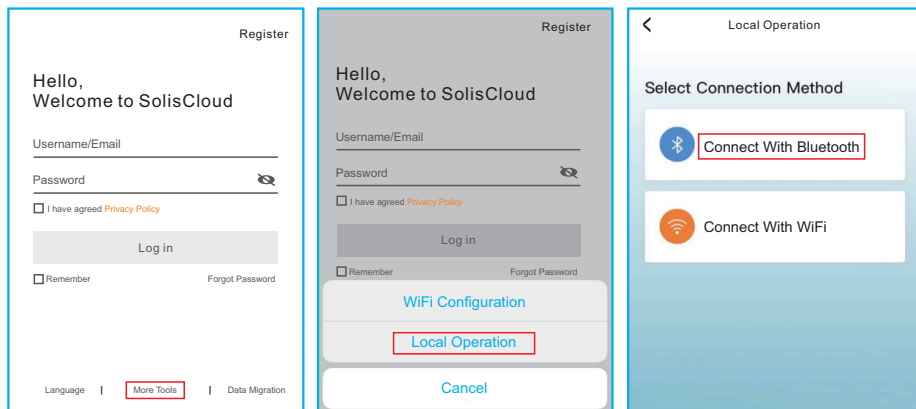 Register
Hello,
Welcome to SolisCloud
Username/Email
Password
I have agreed Privacy Policy
Log in
Remember Forgot Password
Language | More Tools | Data Migration
Register
Hello,
Welcome to SolisCloud
Username/Email
Password
I have agreed Privacy Policy
Log in
Remember Forgot Password
WiFi Configuration
Local Operation
Cancel
Local Operation
Select Connection Method
Connect With Bluetooth
Connect With WiFi